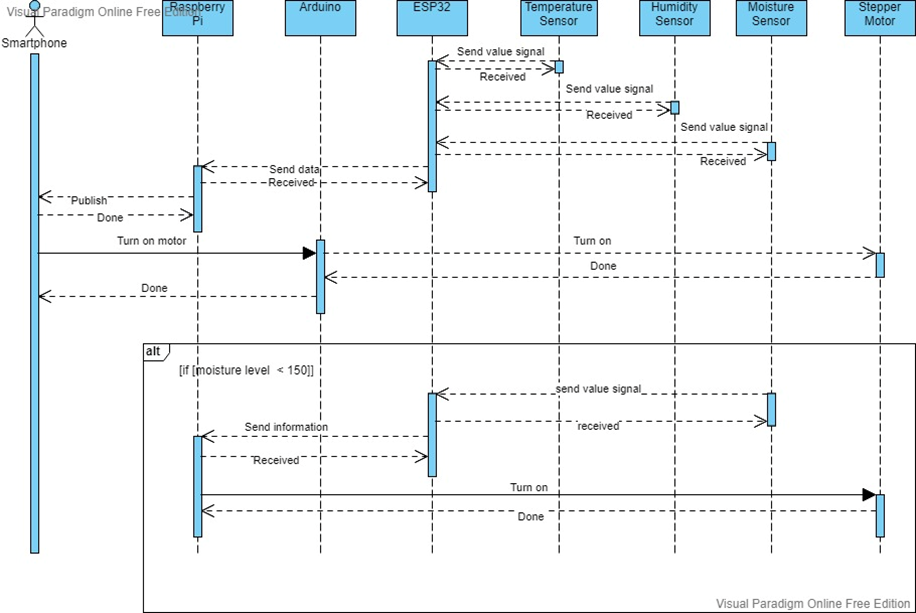 Visual Paradigm Online Free Edition
Smartphone
Raspberry
Pi
Arduino
ESP32
Temperature
Sensor
Humidity
Sensor
Moisture
Sensor
Stepper
Motor
Send value signal
Received
Send value signal
Received
Send value signal
Received
Send data
Received
Publish
Done
Turn on motor
Turn on
Done
Done
alt
[if [moisture level < 150]]
send value signal
received
Send information
Received
Turn on
Done
Visual Paradigm Online Free Edition